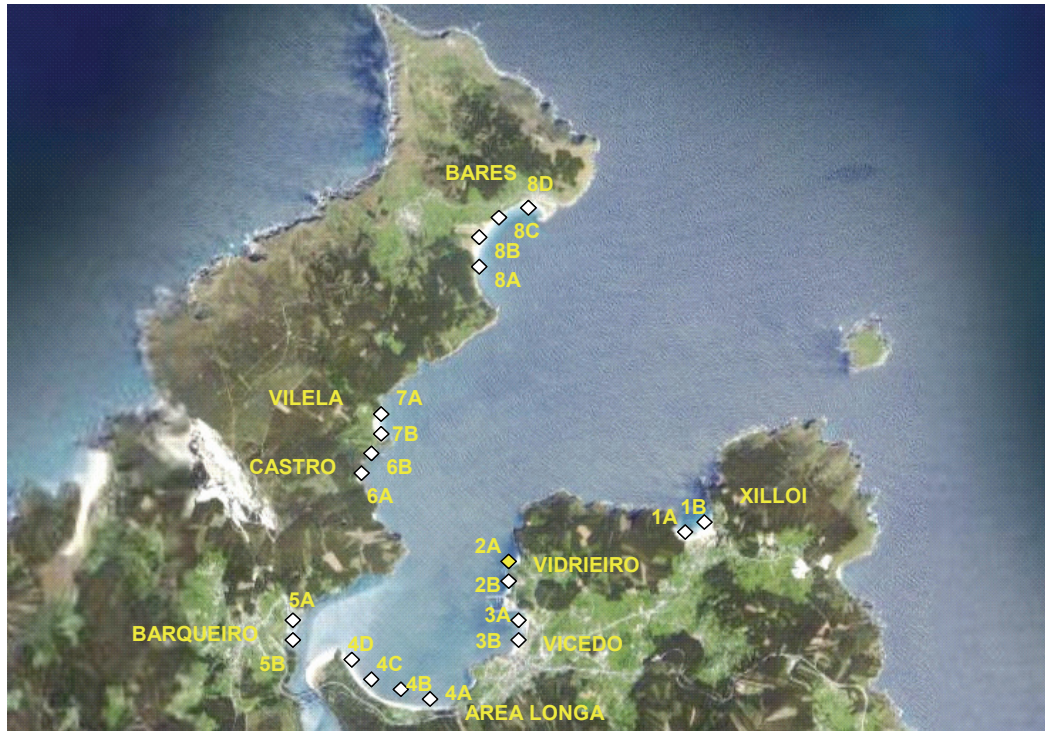 BARES
8D
8C
8B
8A
VILELA
7A
7B
CASTRO
6B
6A
XILLOI
1B
1A
2A
VIDRIEIRO
2B
3A
5A
BARQUEIRO
3B
VICEDO
4D
5B
4C
4B
4A
AREA LONGA